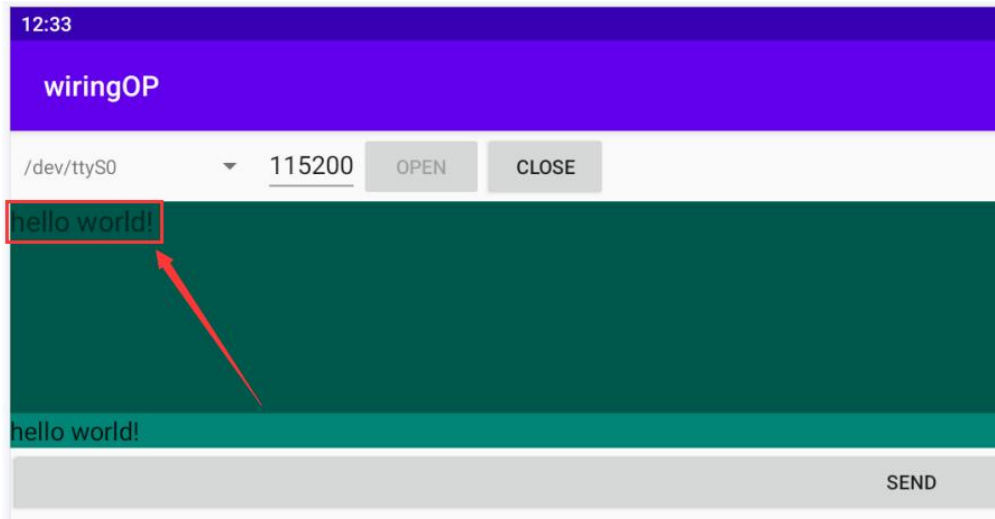 12:33
wiringOP
/dev/ttyS0 115200 OPEN CLOSE
hello world!
hello world!
SEND